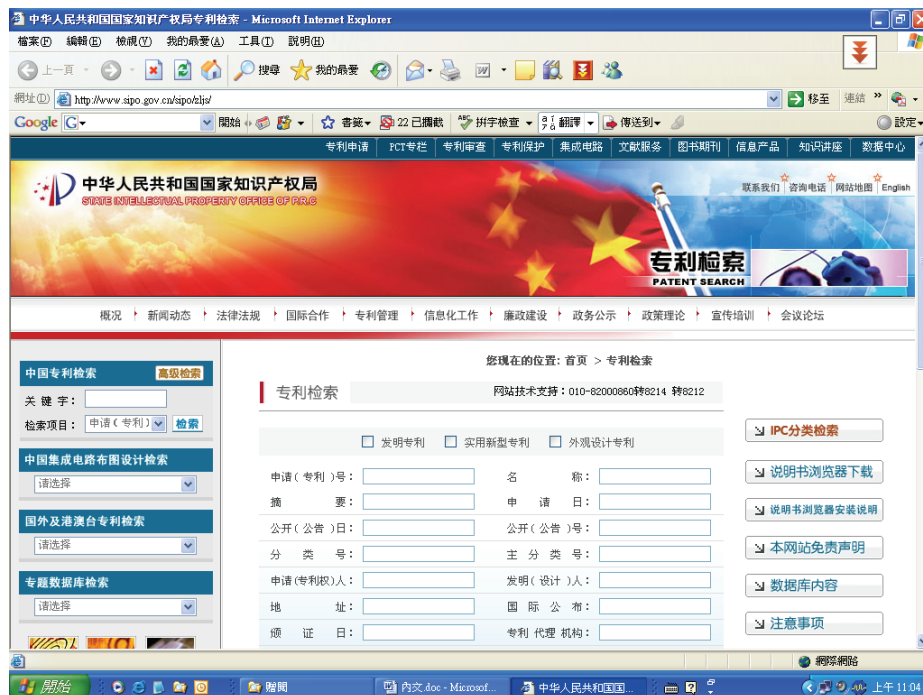 中华人民共和国国家知识产权局专利检索 - Microsoft Internet Explorer
檔案(F) 編輯(E) 檢視(V) 我的最愛(A) 工具(T) 說明(H)
上一頁 搜尋 我的最愛
網址(D) http://www.sipo.gov.cn/sipo/zljs/ 移至 連結 »
Google G 開始 書籤 22 已攔截 拼字檢查 翻譯 傳送到 設定
专利申请 PCT专栏 专利审查 专利保护 集成电路 文献服务 图书期刊 信息产品 知识讲座 数据中心
中华人民共和国国家知识产权局
STATE INTELLECTUAL PROPERTY OFFICE OF P.R.C
联系我们 咨询电话 网站地图 English
专利检索
PATENT SEARCH
概况 新闻动态 法律法规 国际合作 专利管理 信息化工作 廉政建设 政务公示 政策理论 宣传培训 会议论坛
您现在的位置: 首页 > 专利检索
中国专利检索 高级检索
关 键 字:
检索项目: 申请(专利) 检索
中国集成电路布图设计检索
请选择
国外及港澳台专利检索
请选择
专题数据库检索
请选择
专利检索 网站技术支持：010-82000860转8214 转8212
发明专利 实用新型专利 外观设计专利
申请(专利)号: 名 称:
摘 要: 申 请 日:
公开(公告)日: 公开(公告)号:
分 类 号: 主 分 类 号:
申请(专利权)人: 发明(设计)人:
地 址: 国 际 公 布:
颁 证 日: 专利 代理 机构:
IPC分类检索
说明书浏览器下载
说明书浏览器安装说明
本网站免责声明
数据库内容
注意事项
網際網路
開始 贈閱 內文.doc - Microsof... 中华人民共和国国... 上午 11:04